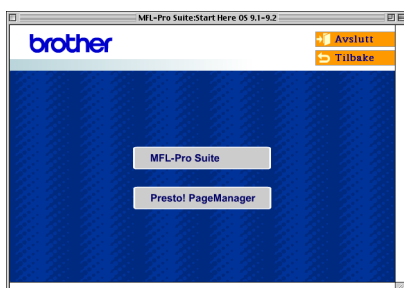 MFL-Pro Suite:Start Here OS 9.1-9.2
brother
Avslutt
Tilbake
MFL-Pro Suite
Presto! PageManager